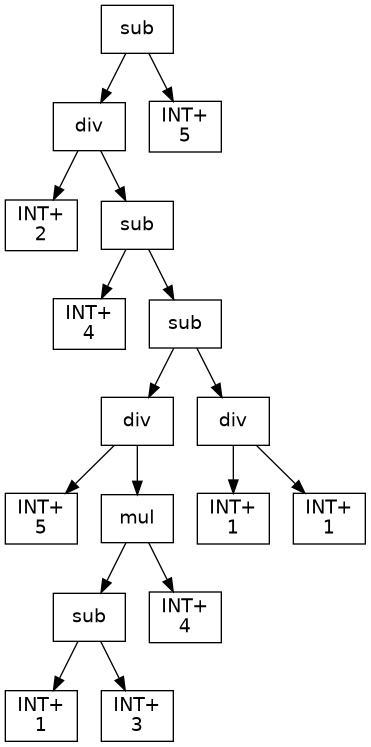 sub
div
INT+
5
INT+
2
sub
INT+
4
sub
div
div
INT+
5
mul
INT+
1
INT+
1
sub
INT+
4
INT+
1
INT+
3